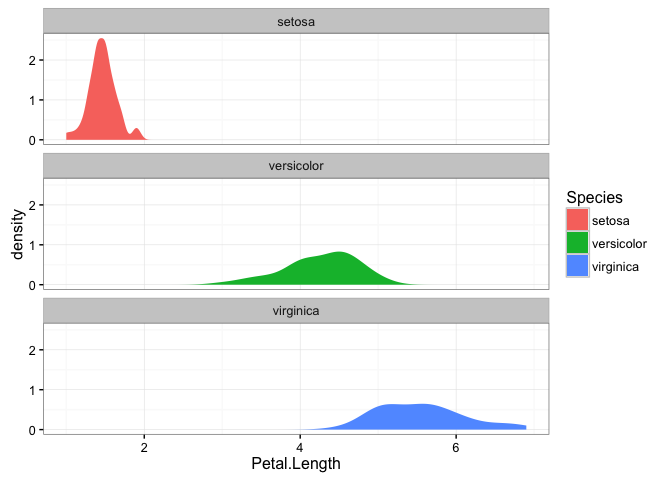 setosa
2
1
0
versicolor
2
1
0
virginica
2
1
0
2 4 6
Petal.Length
density
Species
setosa
versicolor
virginica